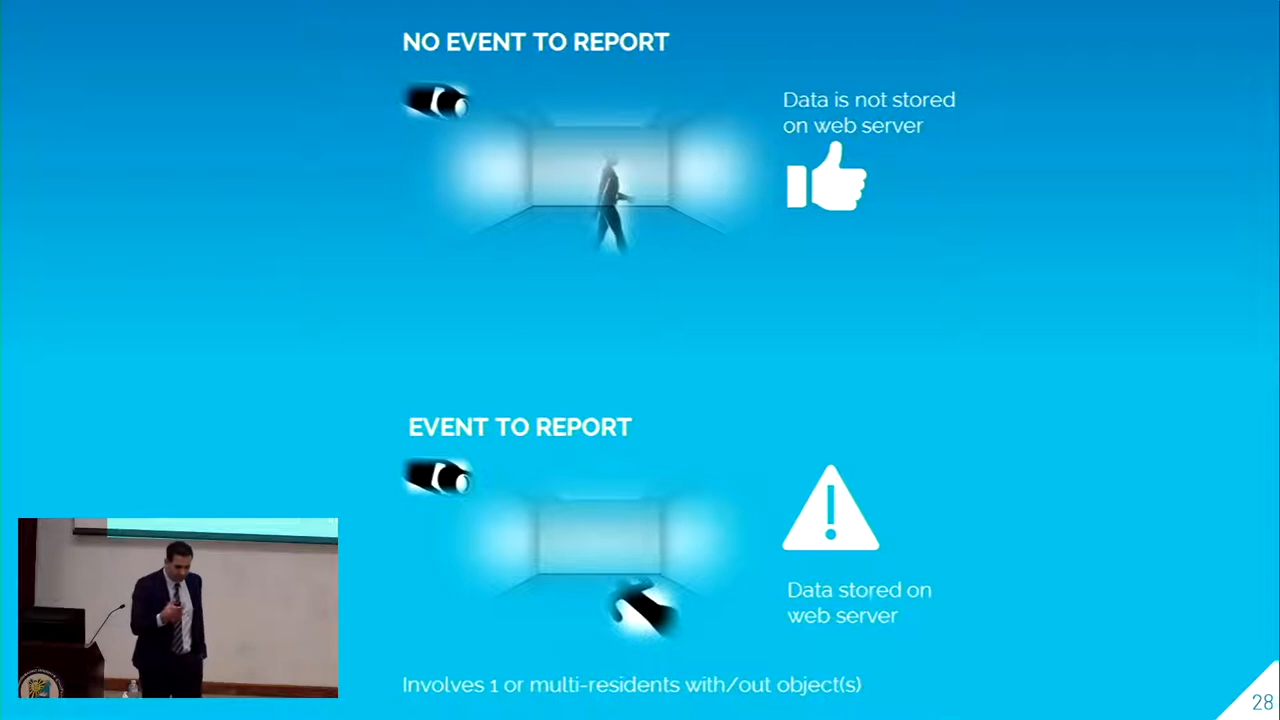 NO EVENT TO REPORT
Data is not stored
on web server
EVENT TO REPORT
Data stored on
web server
Involves 1 or multi-residents with/out object(s)
28